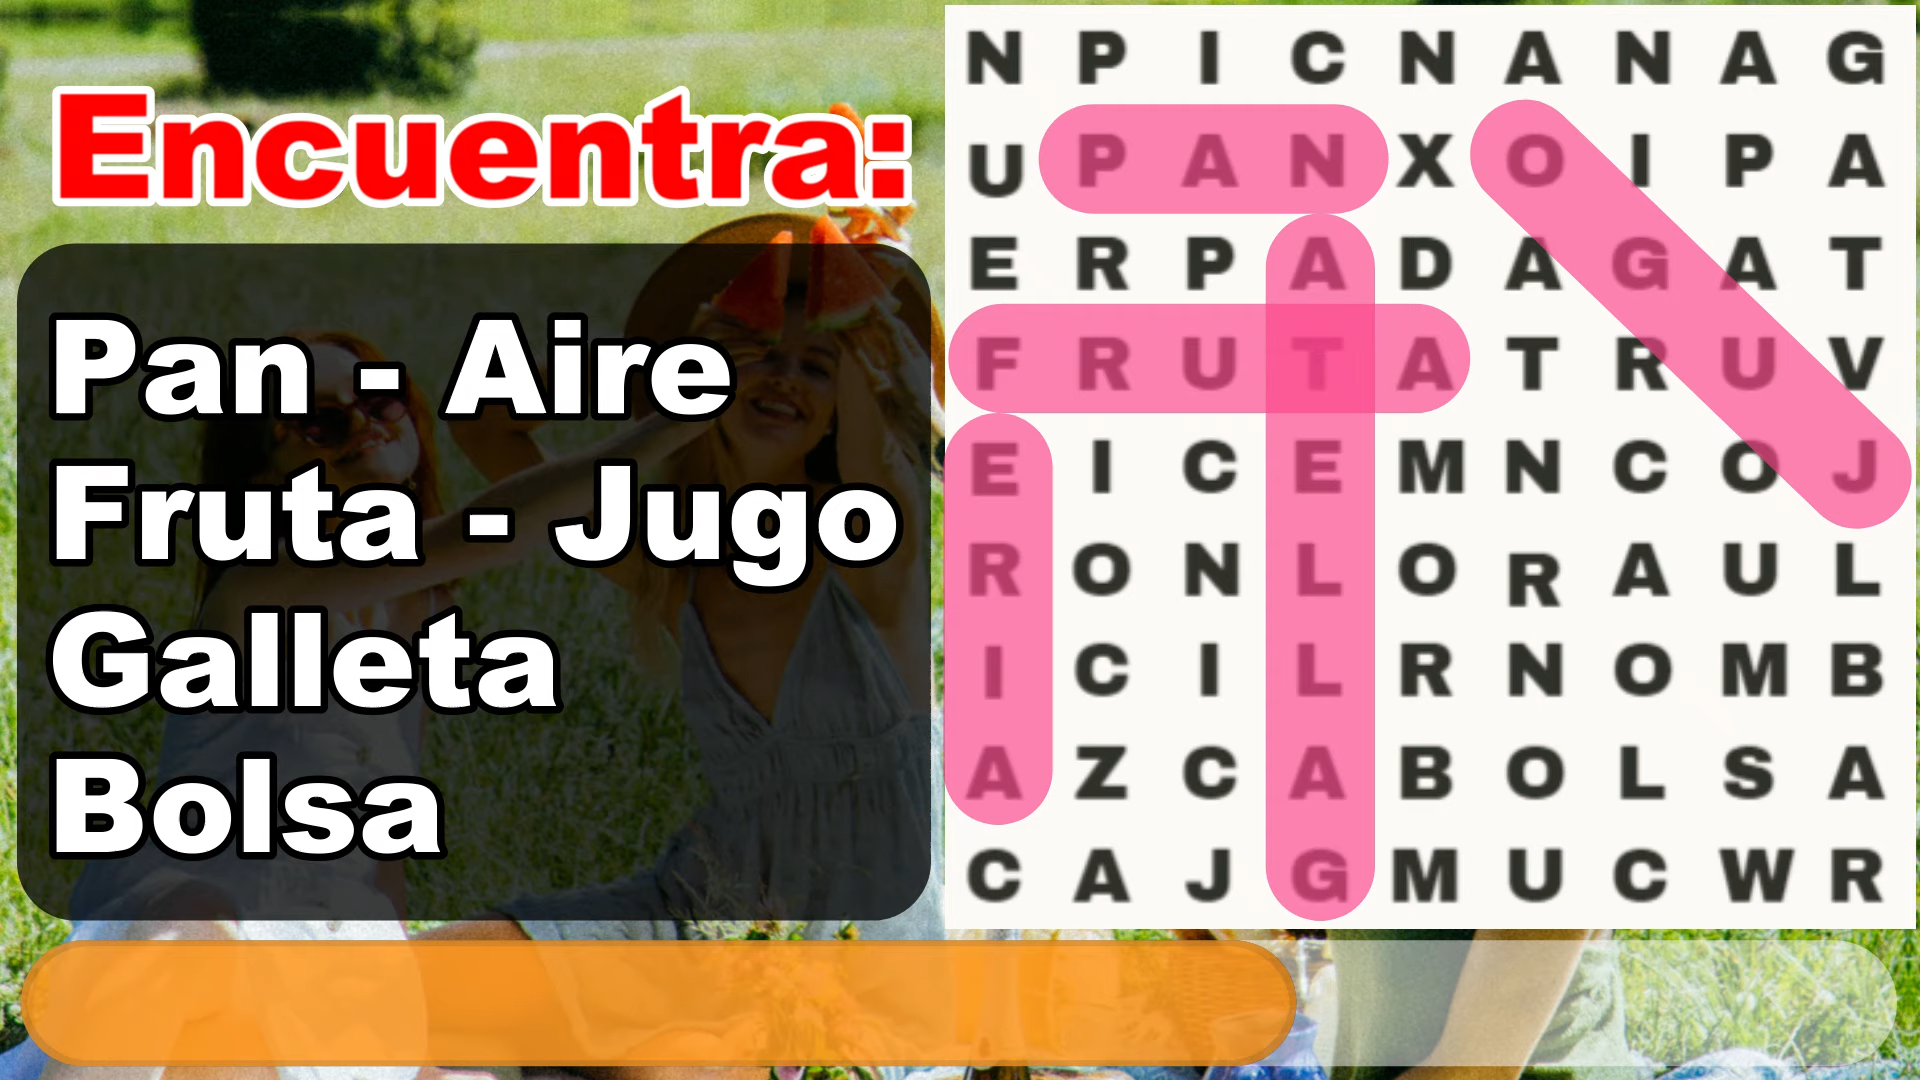 Encuentra:
Pan - Aire
Fruta - Jugo
Galleta
Bolsa
N P I C N A N A G
U P A N X O I P A
E R P A D A G A T
F R U T A T R U V
E I C E M N C O J
R O N L O R A U L
I C I L R N O M B
A Z C A B O L S A
C A J G M U C W R